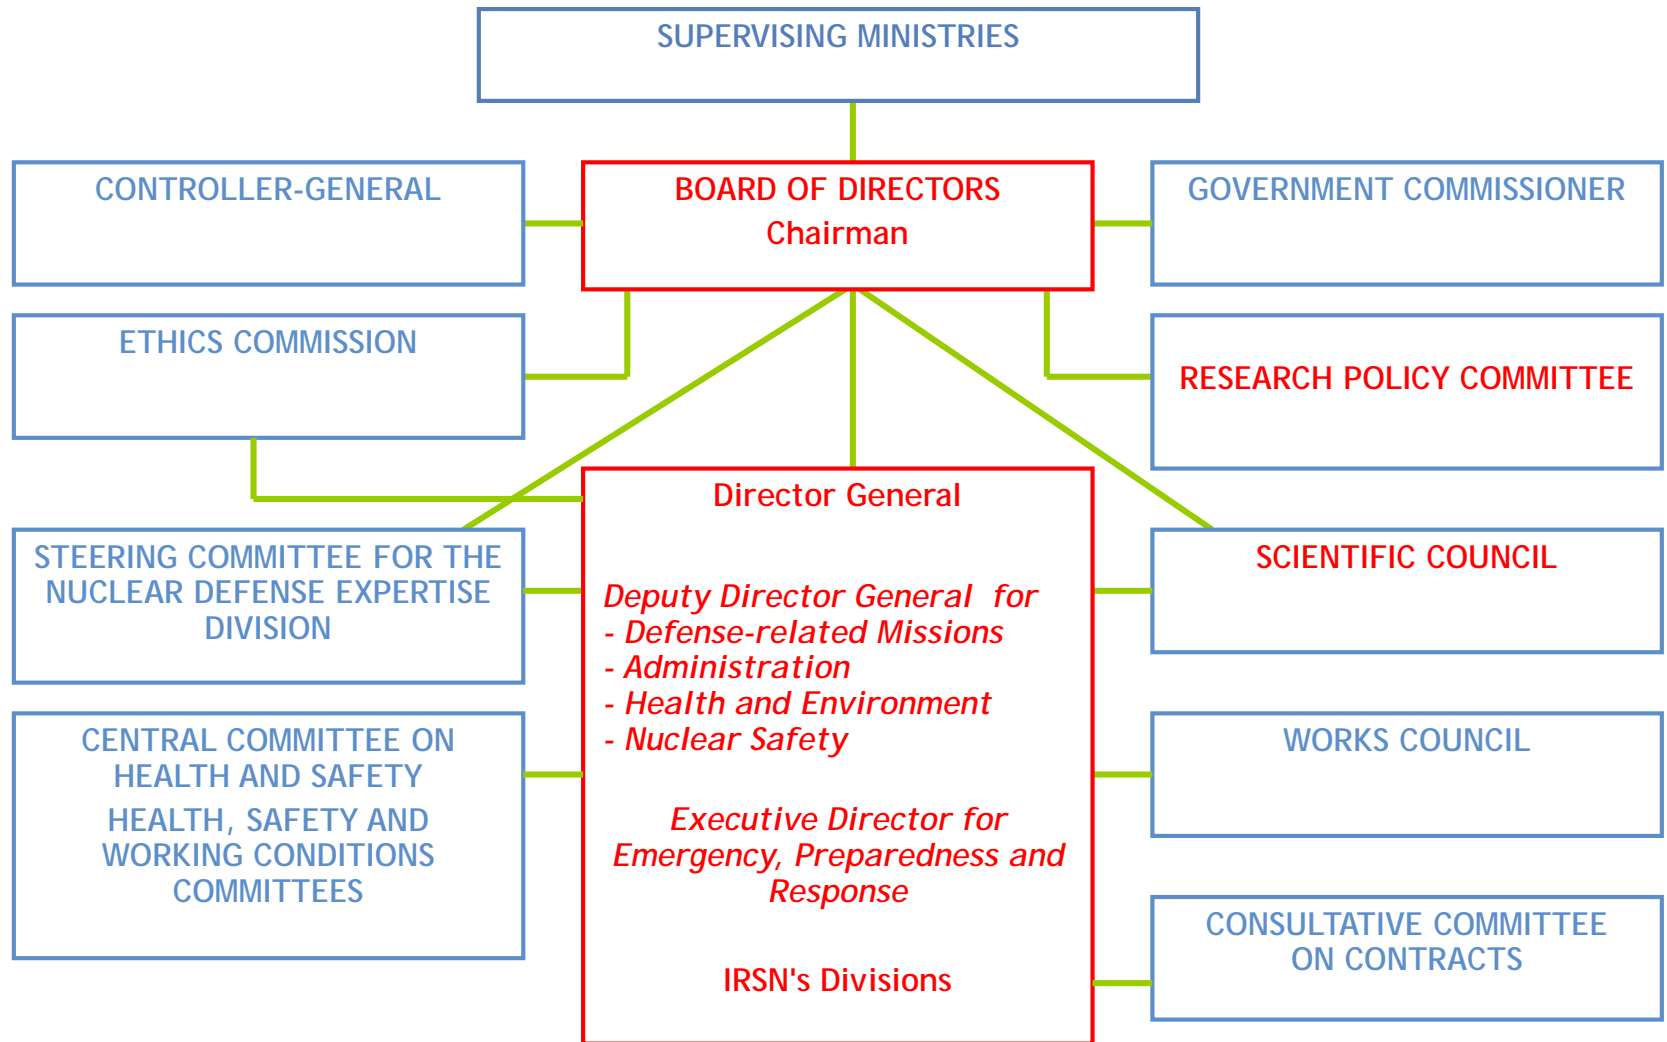 SUPERVISING MINISTRIES
CONTROLLER-GENERAL
BOARD OF DIRECTORS
Chairman
GOVERNMENT COMMISSIONER
ETHICS COMMISSION
RESEARCH POLICY COMMITTEE
STEERING COMMITTEE FOR THE
NUCLEAR DEFENSE EXPERTISE
DIVISION
Director General
Deputy Director General for
- Defense-related Missions
- Administration
- Health and Environment
- Nuclear Safety
Executive Director for
Emergency, Preparedness and
Response
IRSN's Divisions
SCIENTIFIC COUNCIL
CENTRAL COMMITTEE ON
HEALTH AND SAFETY
HEALTH, SAFETY AND
WORKING CONDITIONS
COMMITTEES
WORKS COUNCIL
CONSULTATIVE COMMITTEE
ON CONTRACTS